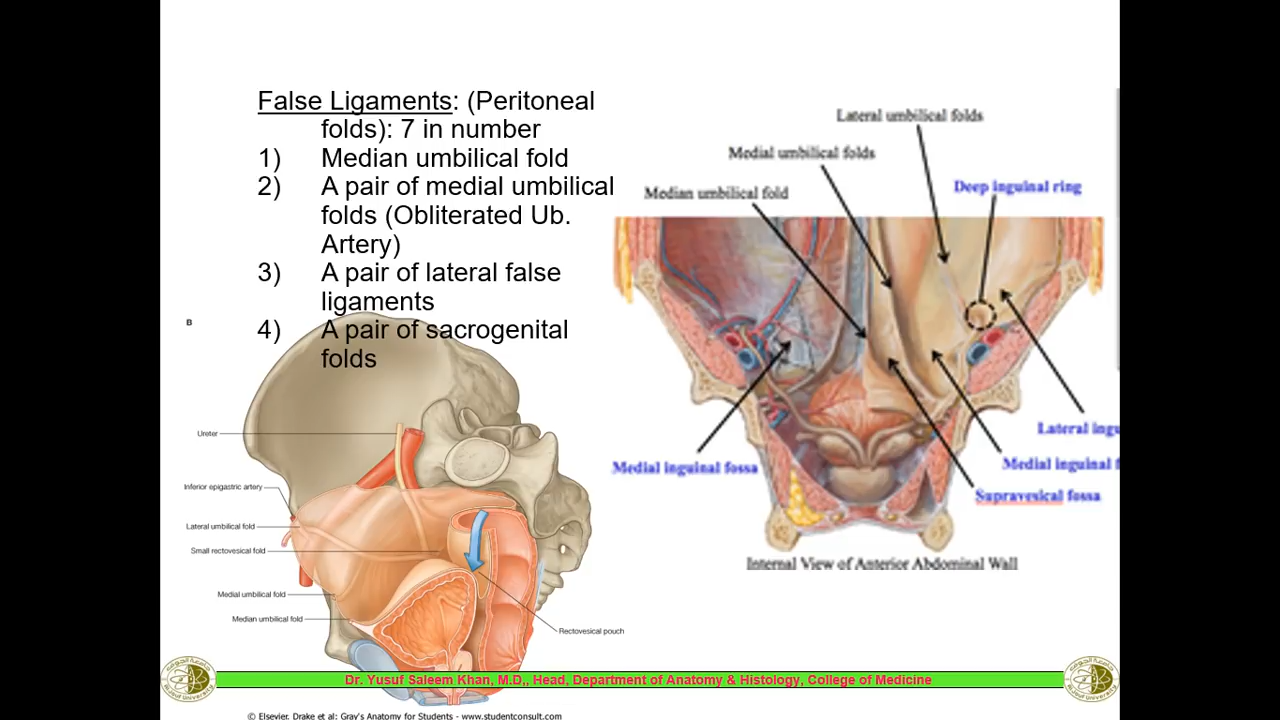 False Ligaments: (Peritoneal
folds): 7 in number
1) Median umbilical fold
2) A pair of medial umbilical
folds (Obliterated Ub.
Artery)
3) A pair of lateral false
ligaments
4) A pair of sacrogenital
folds
B
Ureter
Inferior epigastric artery
Lateral umbilical fold
Small rectovesical fold
Medial umbilical fold
Median umbilical fold
Rectovesical pouch
Lateral umbilical folds
Medial umbilical folds
Median umbilical fold
Deep inguinal ring
Lateral ingu
Medial inguinal fossa
Medial inguinal f
Supravesical fossa
Internal View of Anterior Abdominal Wall
Dr. Yusuf Saleem Khan, M.D,, Head, Department of Anatomy & Histology, College of Medicine
© Elsevier. Drake et al: Gray's Anatomy for Students - www.studentconsult.com